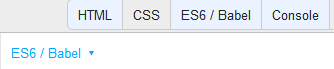 HTML CSS ES6 / Babel Console
ES6 / Babel